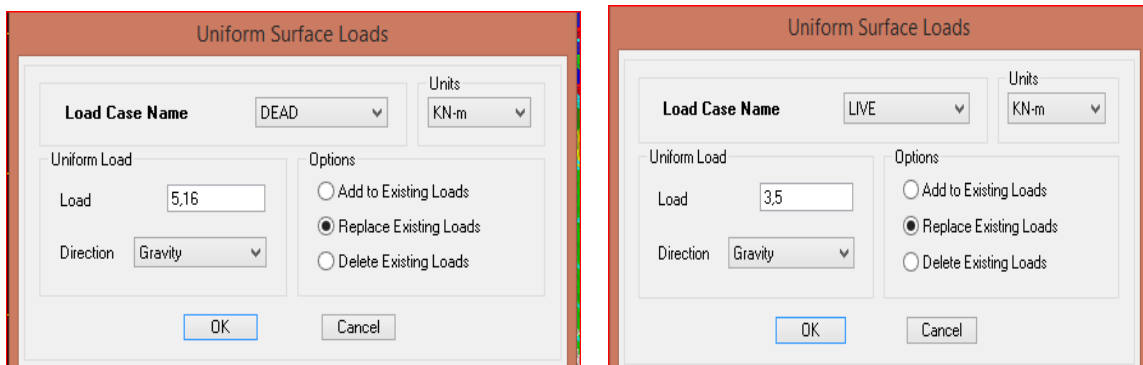 Uniform Surface Loads
Units
Load Case Name DEAD KN-m
Uniform Load Options
Load 5,16 Add to Existing Loads
Replace Existing Loads
Direction Gravity Delete Existing Loads
OK Cancel
Uniform Surface Loads
Units
Load Case Name LIVE KN-m
Uniform Load Options
Load 3,5 Add to Existing Loads
Replace Existing Loads
Direction Gravity Delete Existing Loads
OK Cancel